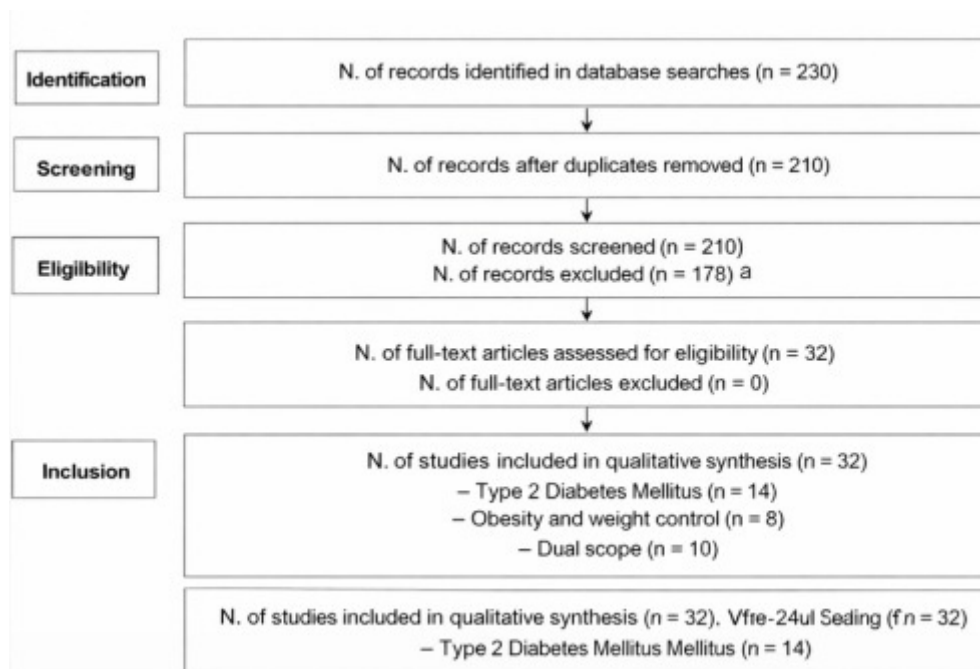 Identification
N. of records identified in database searches (n = 230)
Screening
N. of records after duplicates removed (n = 210)
Eligilbility
N. of records screened (n = 210)
N. of records excluded (n = 178) a
N. of full-text articles assessed for eligibility (n = 32)
N. of full-text articles excluded (n = 0)
Inclusion
N. of studies included in qualitative synthesis (n = 32)
– Type 2 Diabetes Mellitus (n = 14)
– Obesity and weight control (n = 8)
– Dual scope (n = 10)
N. of studies included in qualitative synthesis (n = 32), (f n = 32)
– Type 2 Diabetes Mellitus Mellitus (n = 14)